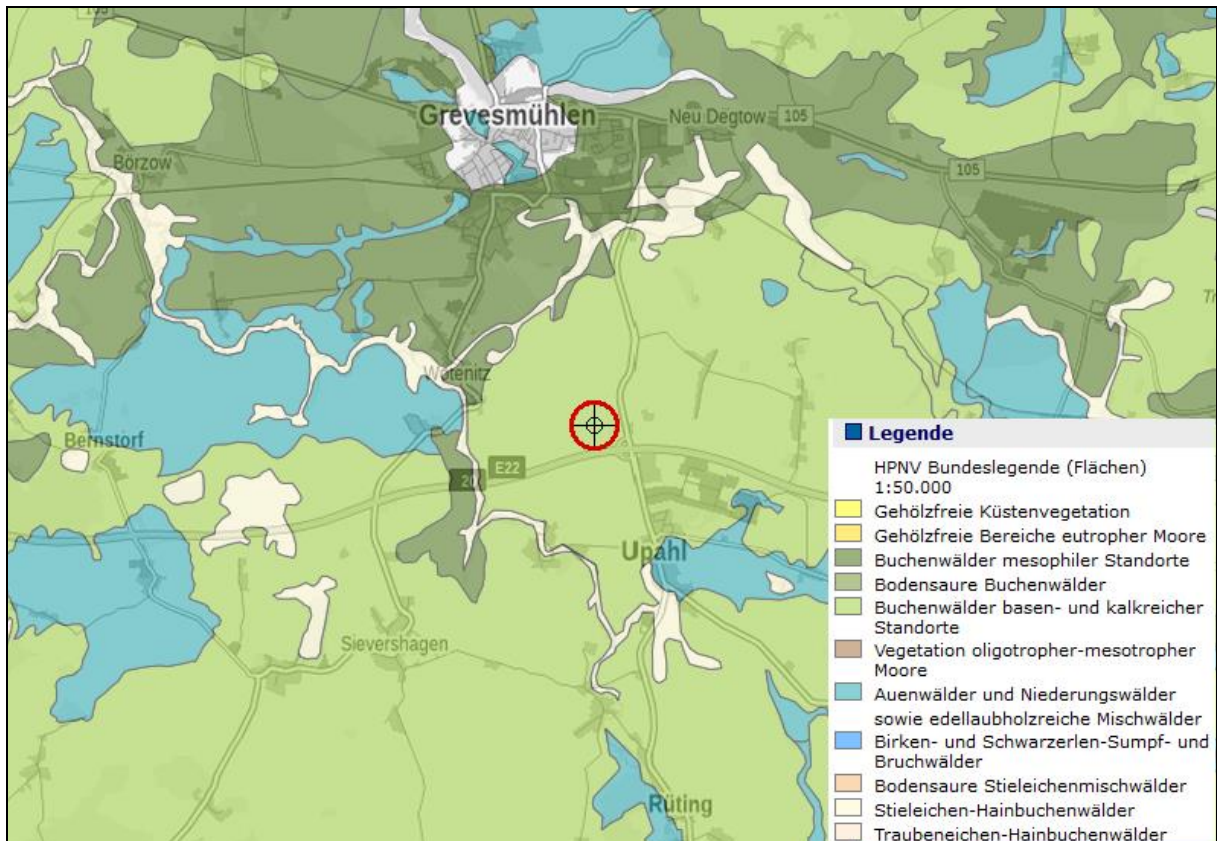 105
Grevesmühlen
Neu Degtow
105
Börzow
105
Wotenitz
Bernstorf
E22
20
Upahl
Sievershagen
Rüting
Legende
HPNV Bundeslegende (Flächen)
1:50.000
Gehölzfreie Küstenvegetation
Gehölzfreie Bereiche eutropher Moore
Buchenwälder mesophiler Standorte
Bodensaure Buchenwälder
Buchenwälder basen- und kalkreicher
Standorte
Vegetation oligotropher-mesotropher
Moore
Auenwälder und Niederungswälder
sowie edellaubholzreiche Mischwälder
Birken- und Schwarzerlen-Sumpf- und
Bruchwälder
Bodensaure Stieleichenmischwälder
Stieleichen-Hainbuchenwälder
Traubeneichen-Hainbuchenwälder